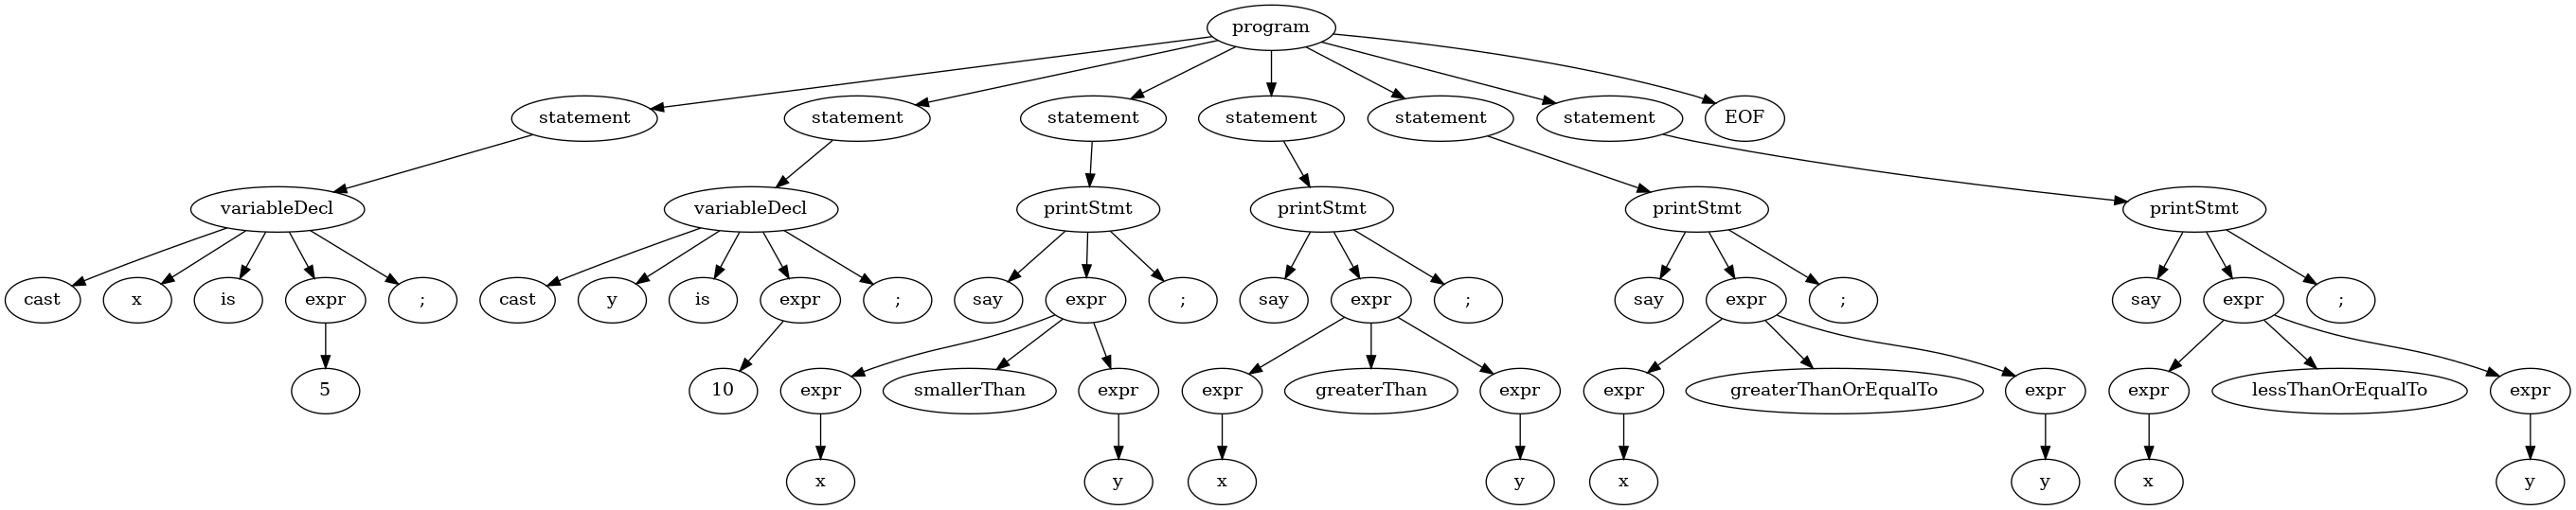 program
statement statement statement statement statement statement EOF
variableDecl variableDecl printStmt printStmt printStmt printStmt
cast x is expr ; cast y is expr ; say expr ; say expr ; say expr ; say expr ;
5 10 expr smallerThan expr expr greaterThan expr expr greaterThanOrEqualTo expr expr lessThanOrEqualTo expr
x y x y x y x y